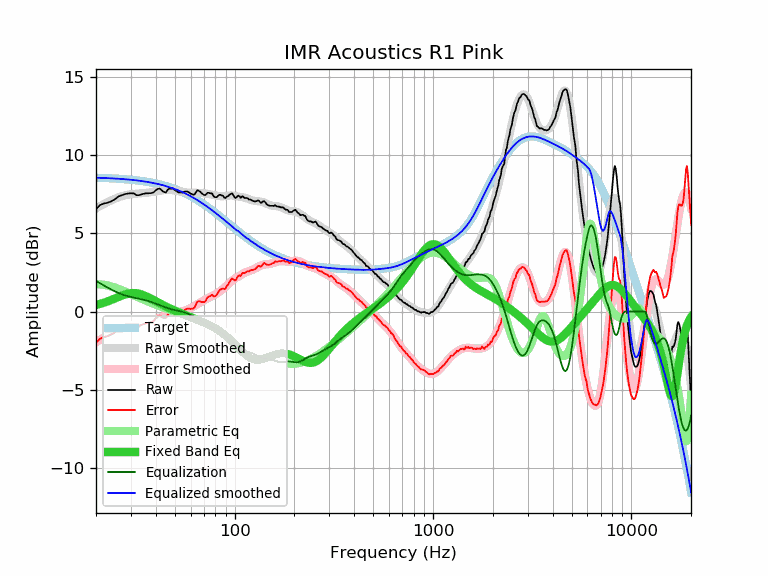 IMR Acoustics R1 Pink
15
10
5
0
−5
−10
Amplitude (dBr)
Target
Raw Smoothed
Error Smoothed
Raw
Error
Parametric Eq
Fixed Band Eq
Equalization
Equalized smoothed
100
1000
10000
Frequency (Hz)